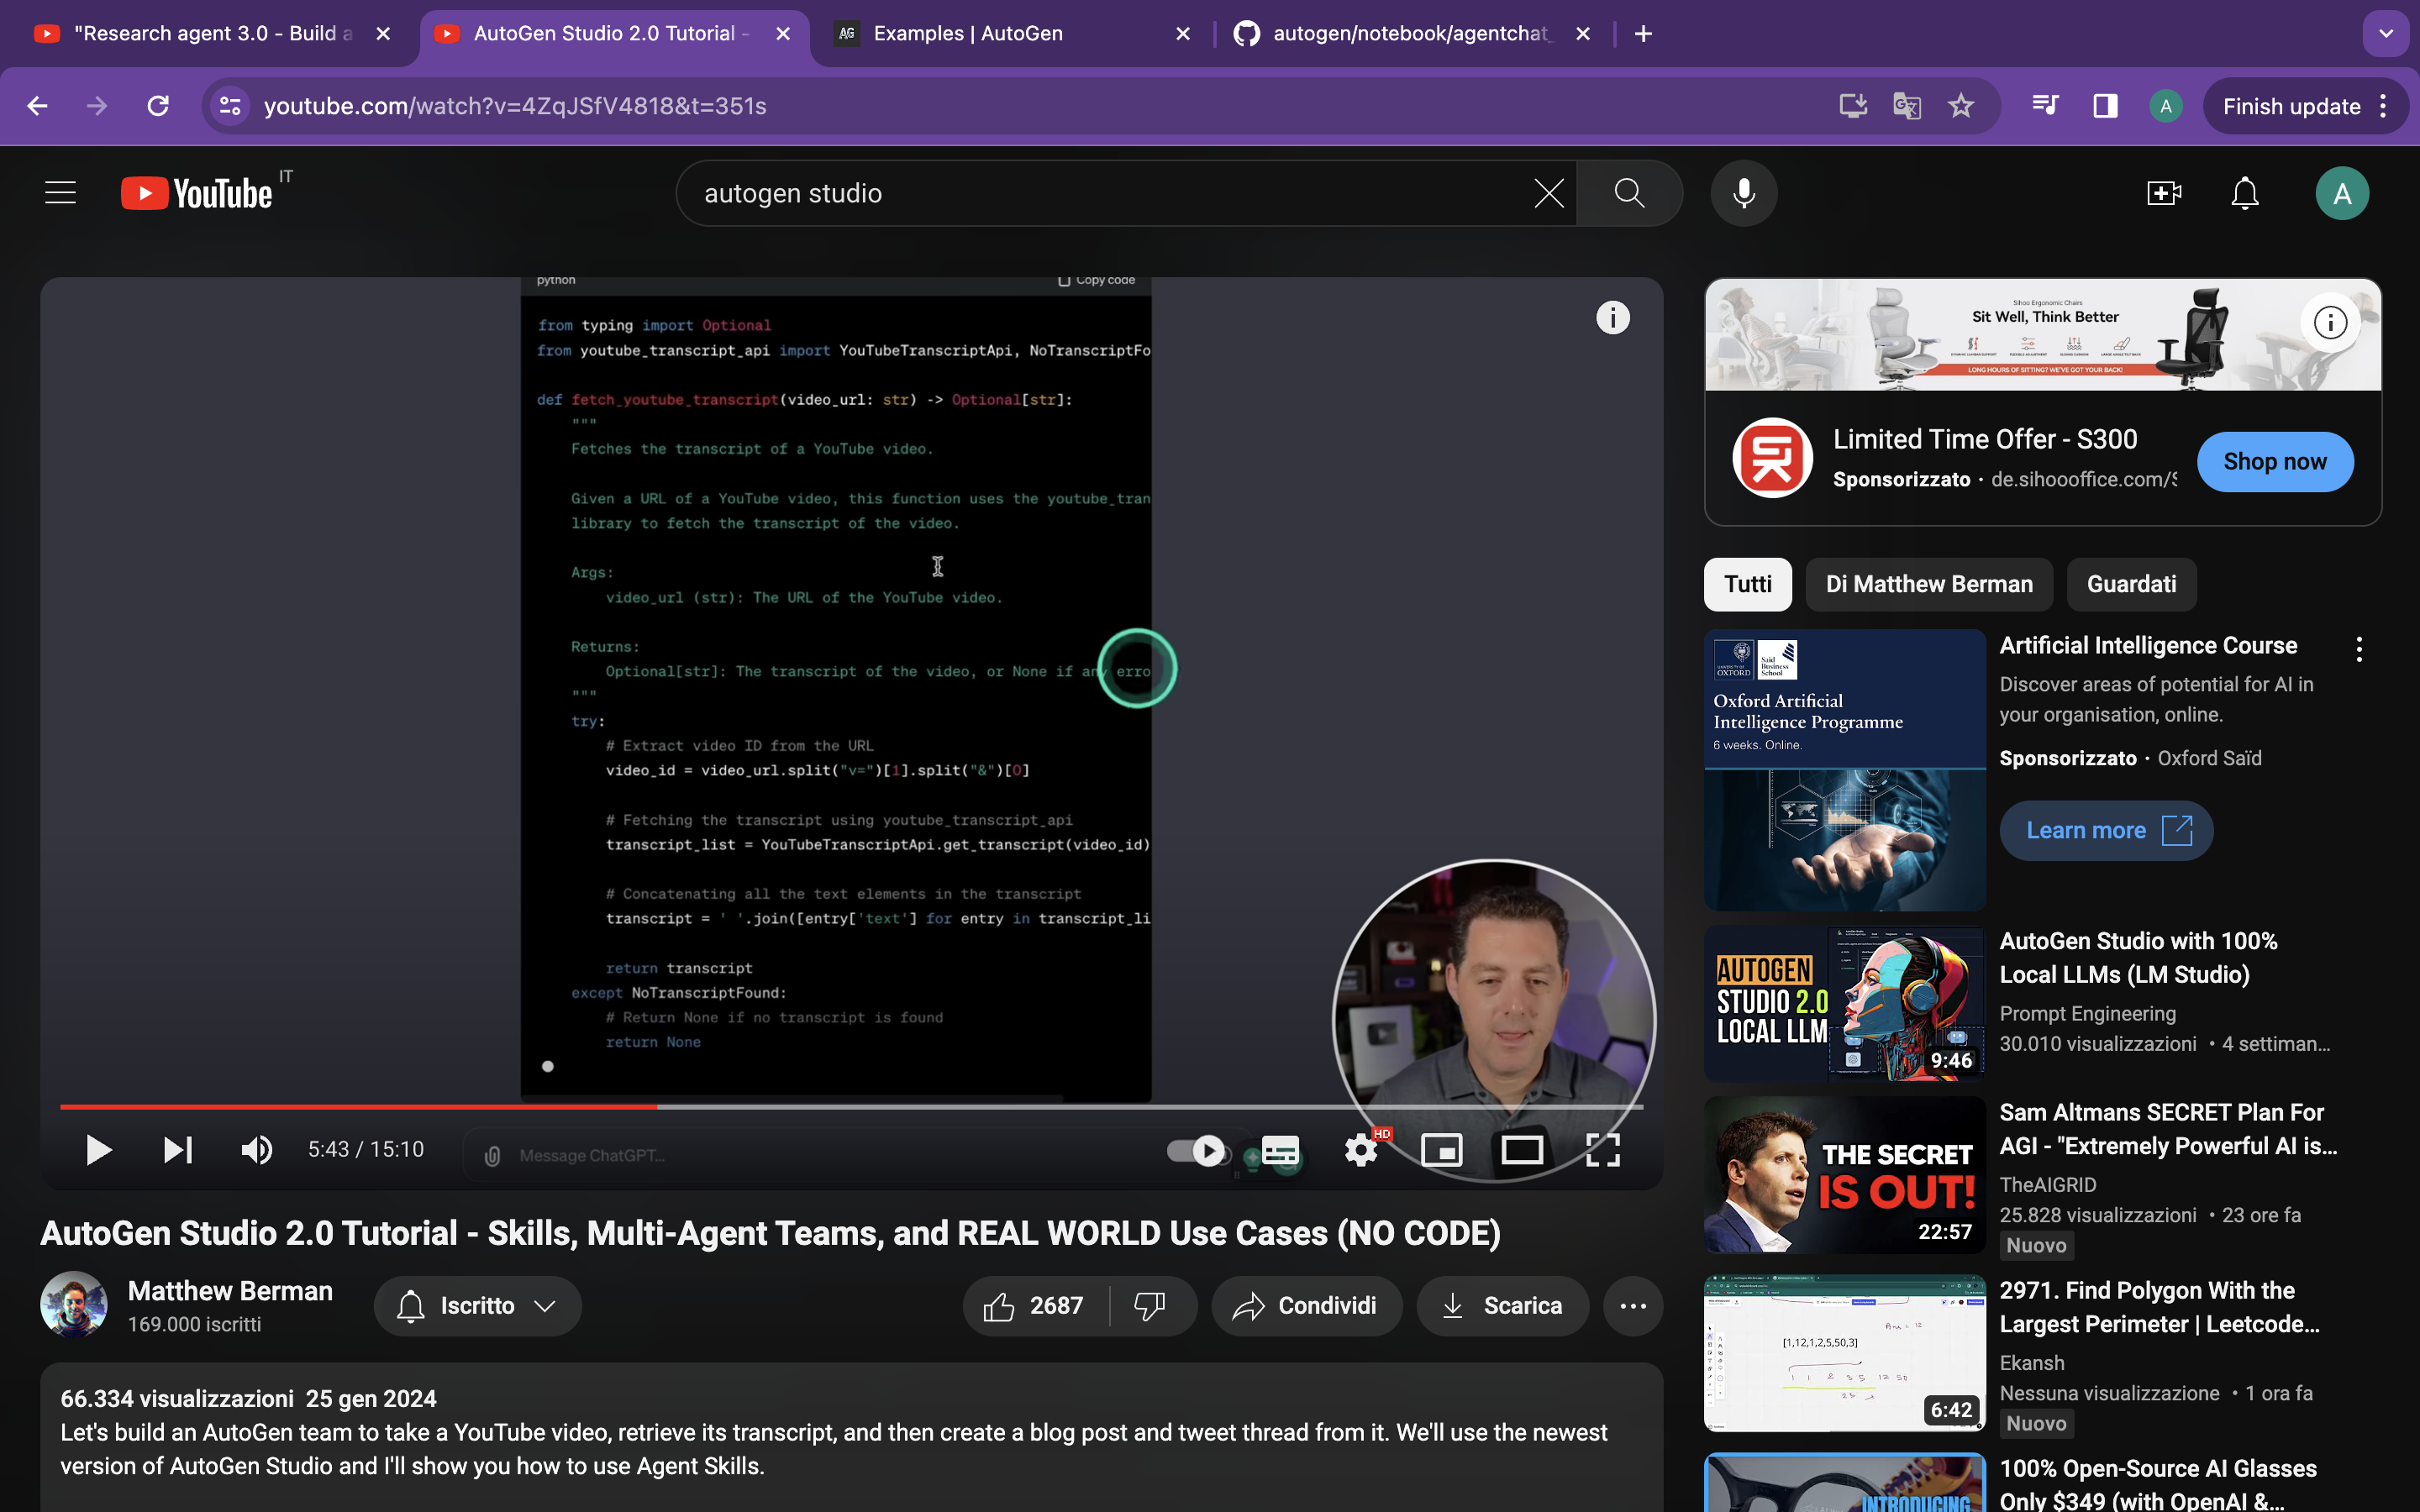 "Research agent 3.0 - Build a
AutoGen Studio 2.0 Tutorial -
AG
Examples | AutoGen
autogen/notebook/agentchat_
youtube.com/watch?v=4ZqJSfV4818&t=351s
A
Finish update
YouTube
IT
autogen studio
A
python
Copy code
from typing import Optional
from youtube_transcript_api import YouTubeTranscriptApi, NoTranscriptFo
def fetch_youtube_transcript(video_url: str) -> Optional[str]:
"""
Fetches the transcript of a YouTube video.
Given a URL of a YouTube video, this function uses the youtube_tran
library to fetch the transcript of the video.
Args:
video_url (str): The URL of the YouTube video.
Returns:
Optional[str]: The transcript of the video, or None if any erro
"""
try:
# Extract video ID from the URL
video_id = video_url.split("v=")[1].split("&")[0]
# Fetching the transcript using youtube_transcript_api
transcript_list = YouTubeTranscriptApi.get_transcript(video_id)
# Concatenating all the text elements in the transcript
transcript = ' '.join([entry['text'] for entry in transcript_li
return transcript
except NoTranscriptFound:
# Return None if no transcript is found
return None
Message ChatGPT...
5:43 / 15:10
HD
AutoGen Studio 2.0 Tutorial - Skills, Multi-Agent Teams, and REAL WORLD Use Cases (NO CODE)
Matthew Berman
169.000 iscritti
Iscritto
2687
Condividi
Scarica
66.334 visualizzazioni 25 gen 2024
Let's build an AutoGen team to take a YouTube video, retrieve its transcript, and then create a blog post and tweet thread from it. We'll use the newest
version of AutoGen Studio and I'll show you how to use Agent Skills.
Sihoo Ergonomic Chairs
Sit Well, Think Better
LONG HOURS OF SITTING? WE'VE GOT YOUR BACK!
Limited Time Offer - S300
Sponsorizzato · de.sihoooffice.com/S
Shop now
Tutti
Di Matthew Berman
Guardati
Saïd
Business
School
Oxford Artificial
Intelligence Programme
6 weeks. Online.
Artificial Intelligence Course
Discover areas of potential for AI in
your organisation, online.
Sponsorizzato · Oxford Saïd
Learn more
AUTOGEN
STUDIO 2.0
LOCAL LLM
9:46
AutoGen Studio with 100%
Local LLMs (LM Studio)
Prompt Engineering
30.010 visualizzazioni • 4 settiman...
THE SECRET
IS OUT!
22:57
Sam Altmans SECRET Plan For
AGI - "Extremely Powerful AI is...
TheAIGRID
25.828 visualizzazioni • 23 ore fa
Nuovo
Ans = 12
[1,12,1,2,5,50,3]
1 1 2 3 5 12 50
23
6:42
2971. Find Polygon With the
Largest Perimeter | Leetcode...
Ekansh
Nessuna visualizzazione • 1 ora fa
Nuovo
INTRODUCING
100% Open-Source AI Glasses
Only $349 (with OpenAI &...